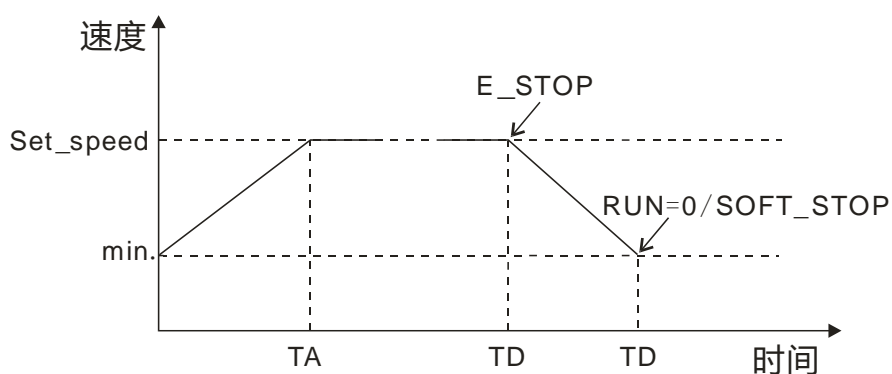 速度
E_STOP
Set_speed
RUN=0/SOFT_STOP
min.
TA
TD
TD
时间